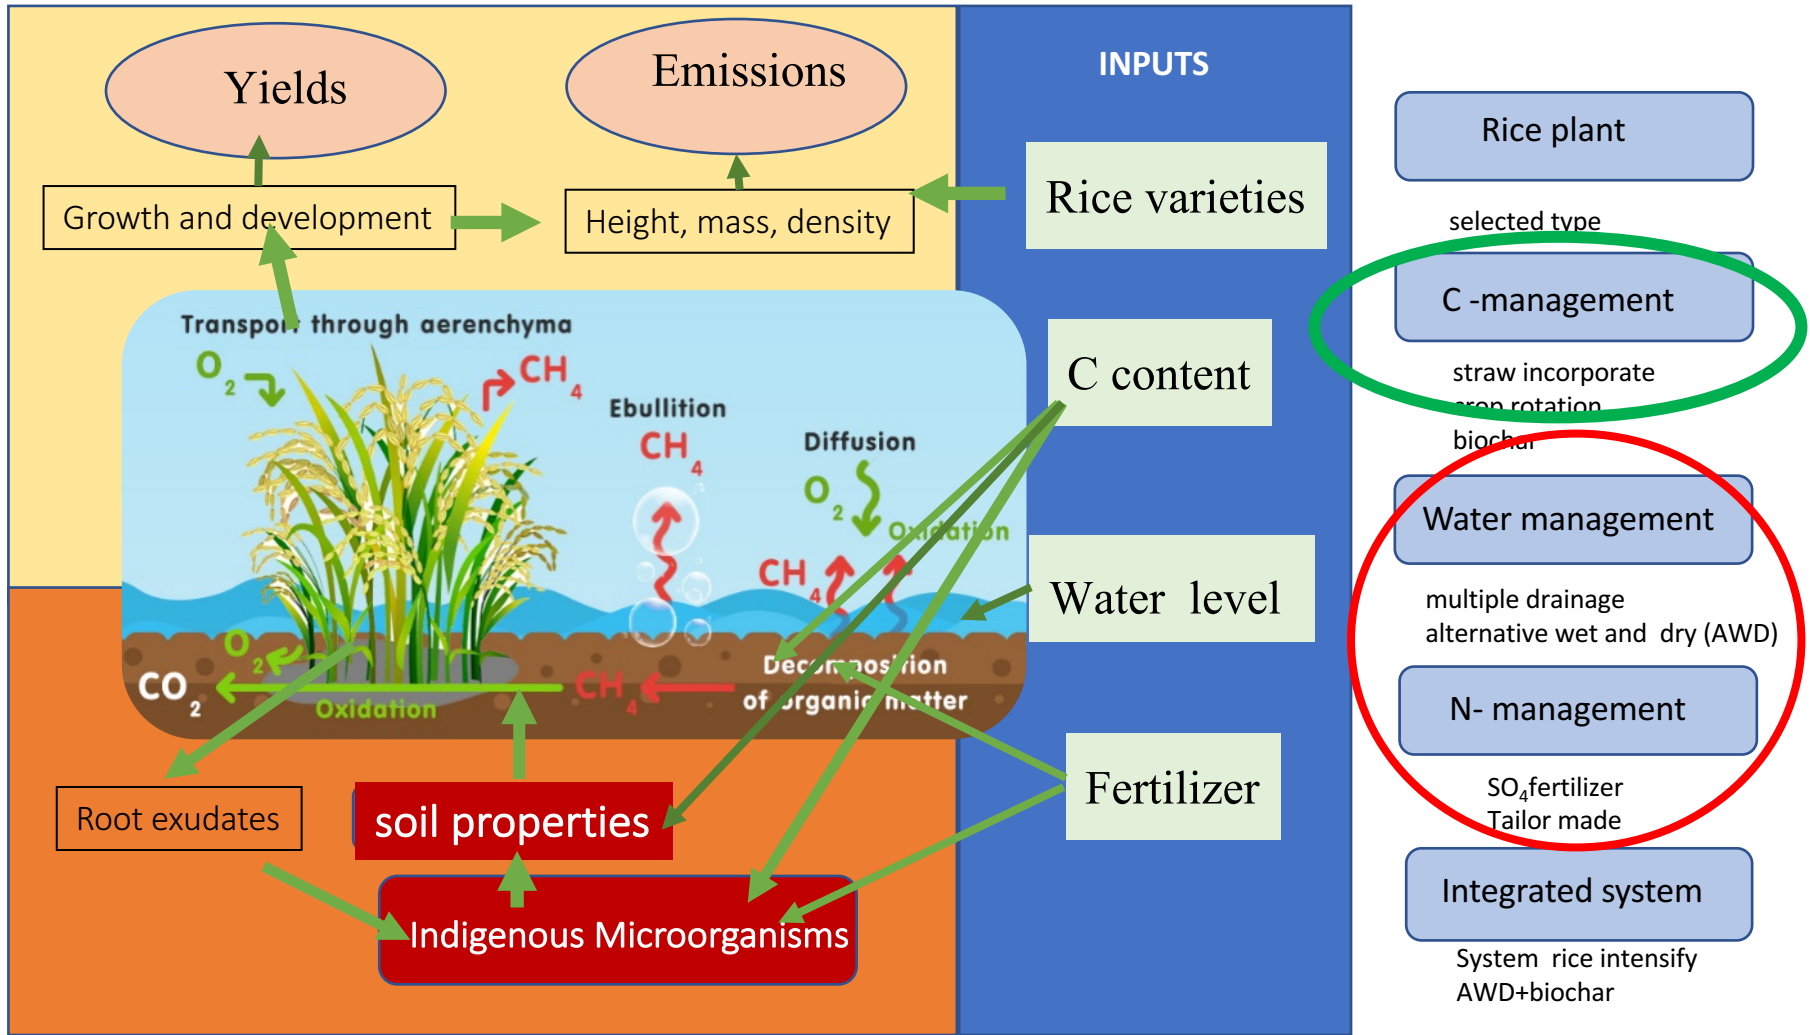 Yields
Emissions
INPUTS
Growth and development
Height, mass, density
Rice varieties
Transport through aerenchyma
O2
CH4
Ebullition
CH4
Diffusion
O2
Oxidation
CH4
C content
Water level
O2
CO2
Oxidation
CH4
Decomposition
of organic matter
Fertilizer
Root exudates
soil properties
Indigenous Microorganisms
Rice plant
selected type
C -management
straw incorporate
crop rotation
biochar
Water management
multiple drainage
alternative wet and dry (AWD)
N- management
SO4fertilizer
Tailor made
Integrated system
System rice intensify
AWD+biochar